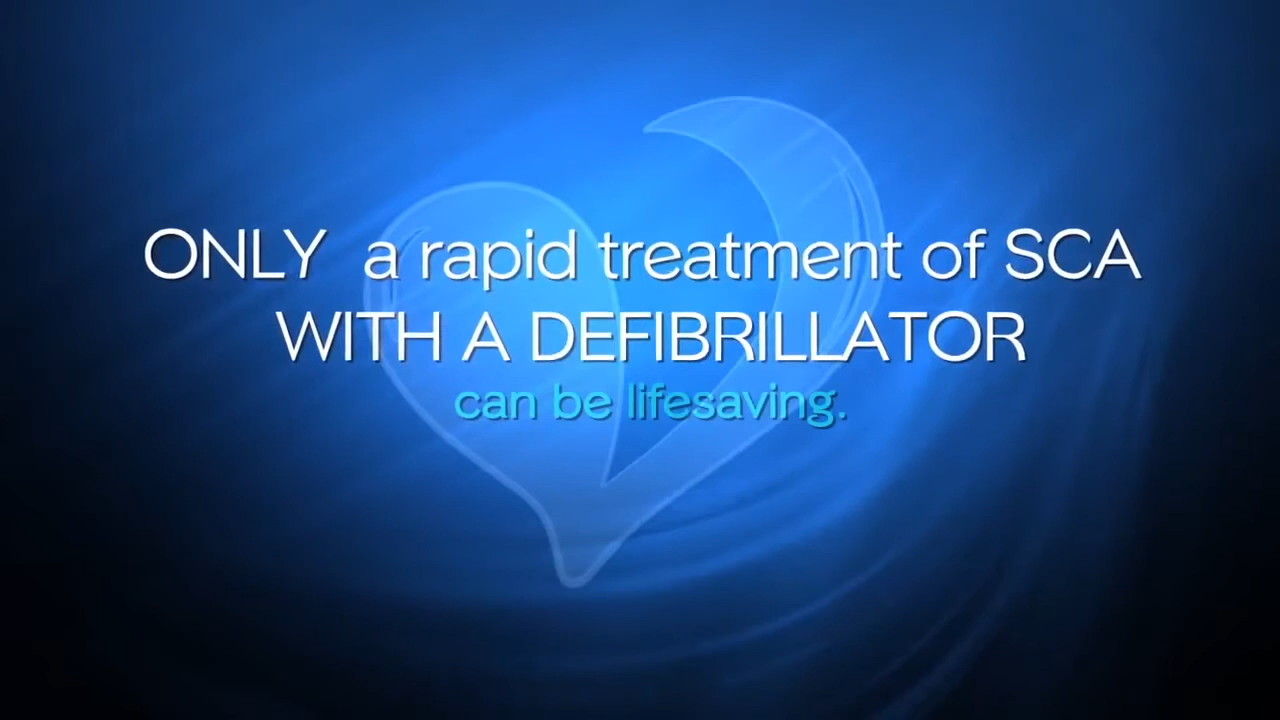 ONLY a rapid treatment of SCA
WITH A DEFIBRILLATOR
can be lifesaving.